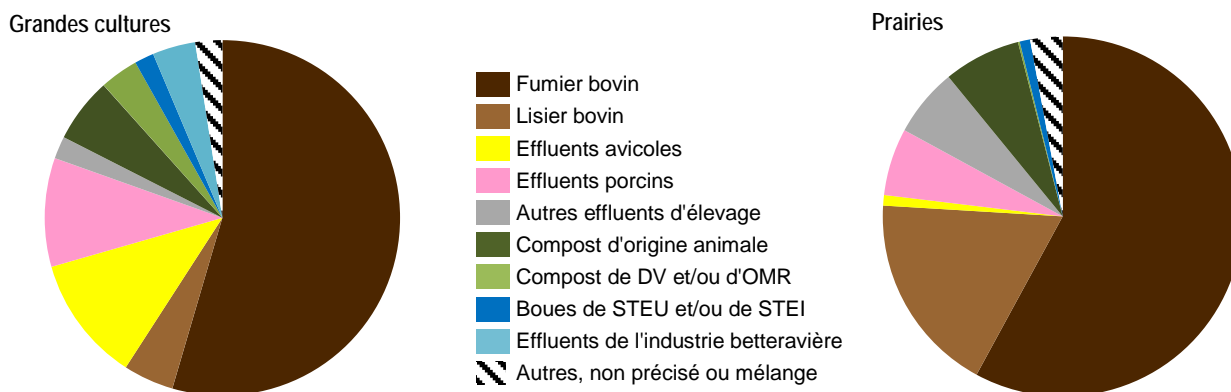 Grandes cultures
Prairies
Fumier bovin
Lisier bovin
Effluents avicoles
Effluents porcins
Autres effluents d'élevage
Compost d'origine animale
Compost de DV et/ou d'OMR
Boues de STEU et/ou de STEI
Effluents de l'industrie betteravière
Autres, non précisé ou mélange